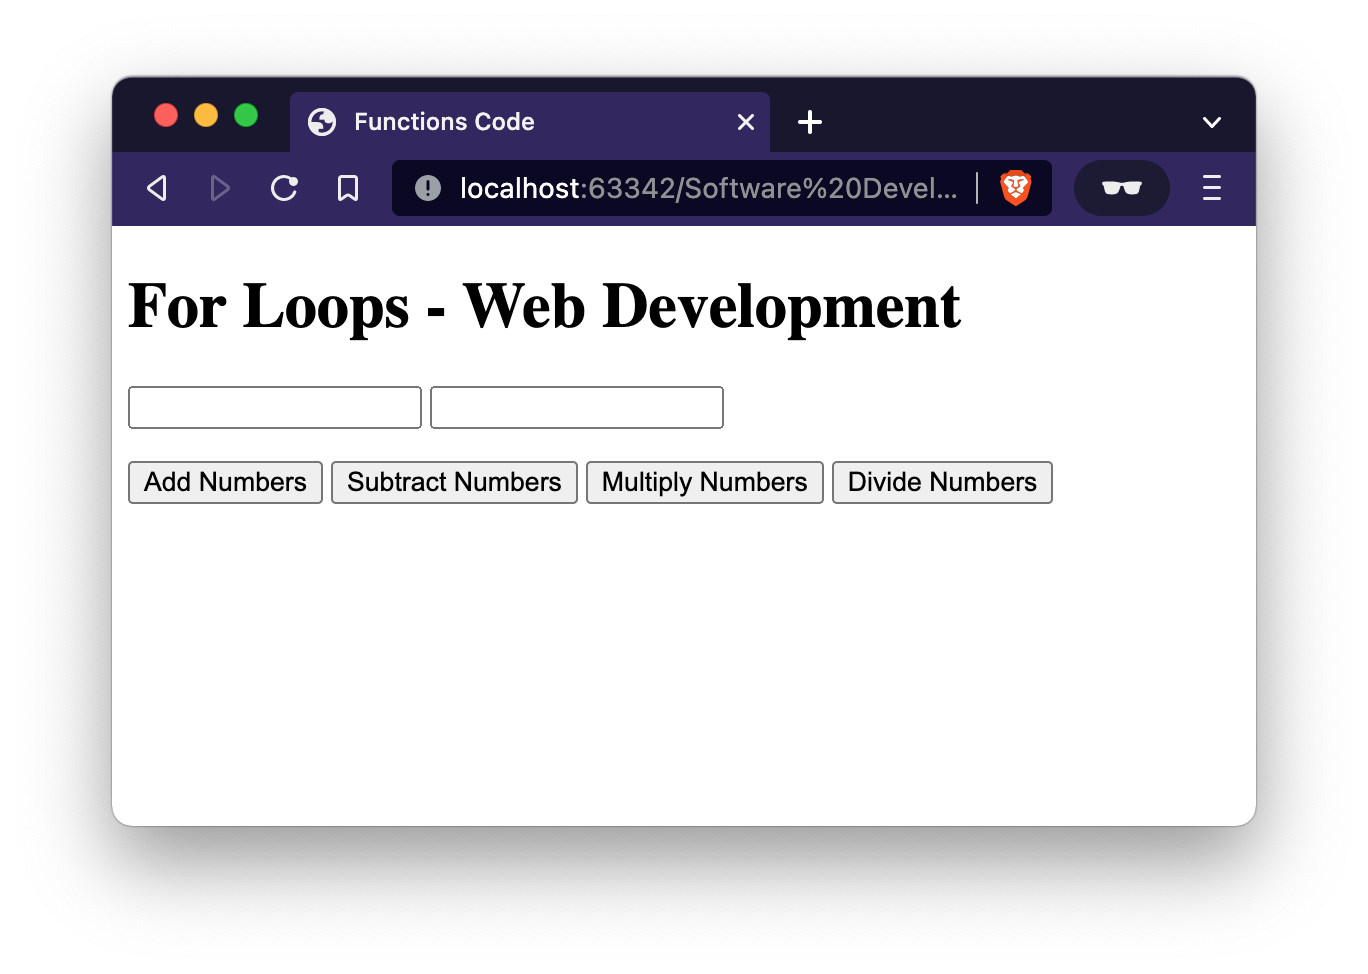 Functions Code
localhost:63342/Software%20Devel...
For Loops - Web Development
Add Numbers Subtract Numbers Multiply Numbers Divide Numbers